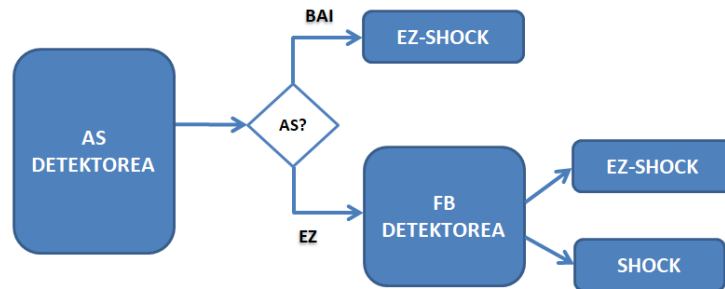 BAI
EZ-SHOCK
AS
DETEKTOREA
AS?
EZ
FB
DETEKTOREA
EZ-SHOCK
SHOCK